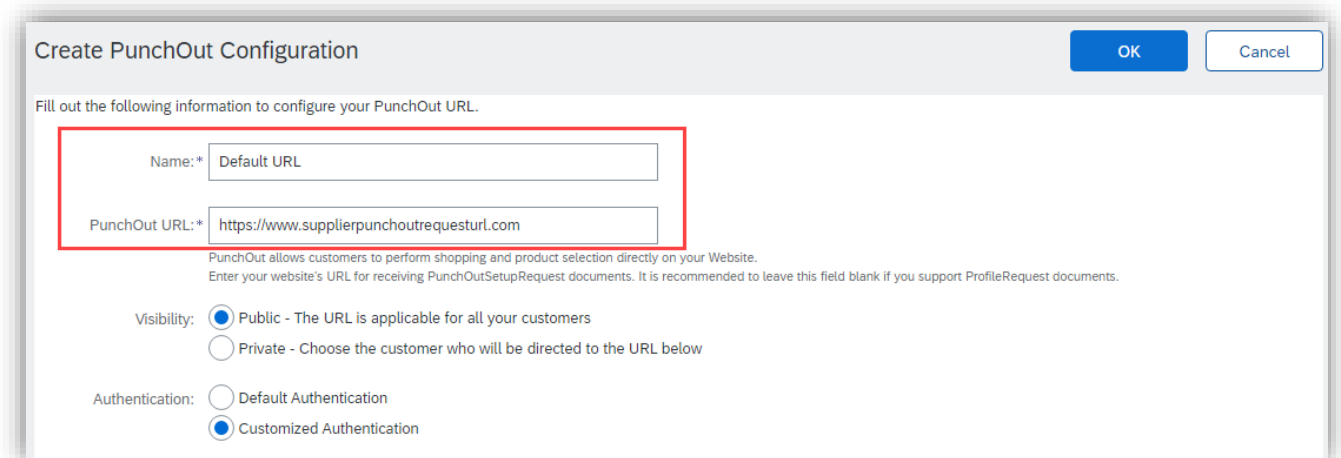 Create PunchOut Configuration
OK
Cancel
Fill out the following information to configure your PunchOut URL.
Name:* Default URL
PunchOut URL:* https://www.supplierpunchoutrequesturl.com
PunchOut allows customers to perform shopping and product selection directly on your Website.
Enter your website's URL for receiving PunchOutSetupRequest documents. It is recommended to leave this field blank if you support ProfileRequest documents.
Visibility: Public - The URL is applicable for all your customers
Private - Choose the customer who will be directed to the URL below
Authentication: Default Authentication
Customized Authentication